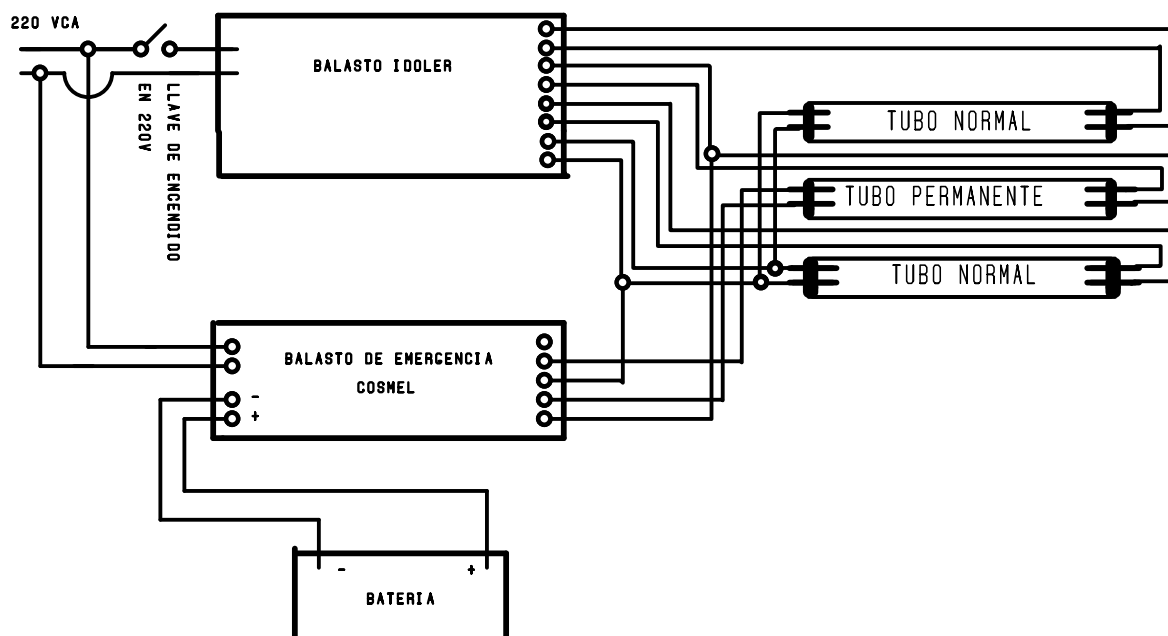 220 VCA
BALASTO IDOLER
LLAVE DE ENCENDIDO
EN 220V
TUBO NORMAL
TUBO PERMANENTE
TUBO NORMAL
BALASTO DE EMERGENCIA
COSMEL
-
+
- +
BATERIA